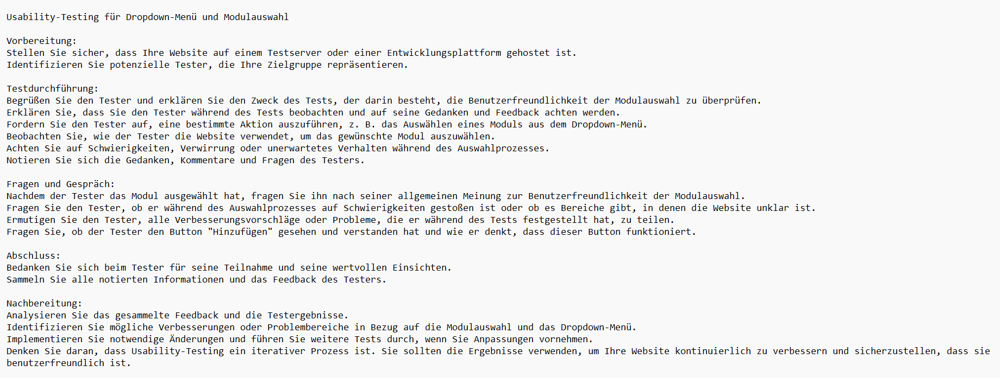 Usability-Testing für Dropdown-Menü und Modulauswahl
Vorbereitung:
Stellen Sie sicher, dass Ihre Website auf einem Testserver oder einer Entwicklungsplattform gehostet ist.
Identifizieren Sie potenzielle Tester, die Ihre Zielgruppe repräsentieren.
Testdurchführung:
Begrüßen Sie den Tester und erklären Sie den Zweck des Tests, der darin besteht, die Benutzerfreundlichkeit der Modulauswahl zu überprüfen.
Erklären Sie, dass Sie den Tester während des Tests beobachten und auf seine Gedanken und Feedback achten werden.
Fordern Sie den Tester auf, eine bestimmte Aktion auszuführen, z. B. das Auswählen eines Moduls aus dem Dropdown-Menü.
Beobachten Sie, wie der Tester die Website verwendet, um das gewünschte Modul auszuwählen.
Achten Sie auf Schwierigkeiten, Verwirrung oder unerwartetes Verhalten während des Auswahlprozesses.
Notieren Sie sich die Gedanken, Kommentare und Fragen des Testers.
Fragen und Gespräch:
Nachdem der Tester das Modul ausgewählt hat, fragen Sie ihn nach seiner allgemeinen Meinung zur Benutzerfreundlichkeit der Modulauswahl.
Fragen Sie den Tester, ob er während des Auswahlprozesses auf Schwierigkeiten gestoßen ist oder ob es Bereiche gibt, in denen die Website unklar ist.
Ermutigen Sie den Tester, alle Verbesserungsvorschläge oder Probleme, die er während des Tests festgestellt hat, zu teilen.
Fragen Sie, ob der Tester den Button "Hinzufügen" gesehen und verstanden hat und wie er denkt, dass dieser Button funktioniert.
Abschluss:
Bedanken Sie sich beim Tester für seine Teilnahme und seine wertvollen Einsichten.
Sammeln Sie alle notierten Informationen und das Feedback des Testers.
Nachbereitung:
Analysieren Sie das gesammelte Feedback und die Testergebnisse.
Identifizieren Sie mögliche Verbesserungen oder Problembereiche in Bezug auf die Modulauswahl und das Dropdown-Menü.
Implementieren Sie notwendige Änderungen und führen Sie weitere Tests durch, wenn Sie Anpassungen vornehmen.
Denken Sie daran, dass Usability-Testing ein iterativer Prozess ist. Sie sollten die Ergebnisse verwenden, um Ihre Website kontinuierlich zu verbessern und sicherzustellen, dass sie
benutzerfreundlich ist.